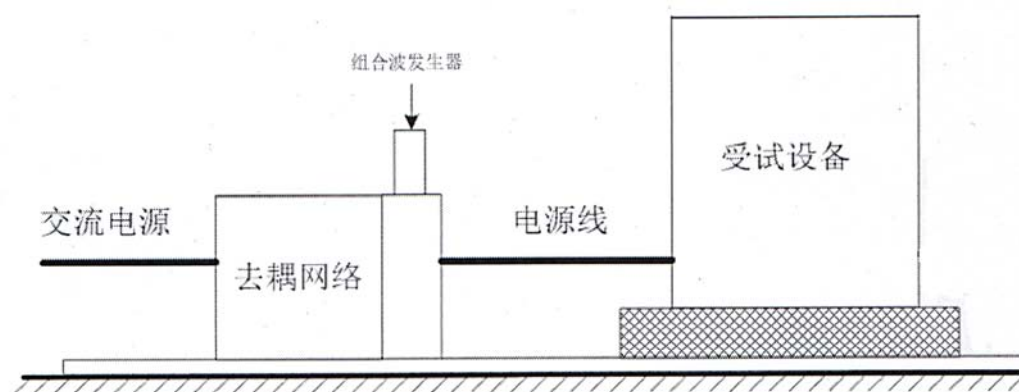 组合波发生器
受试设备
交流电源
电源线
去耦网络